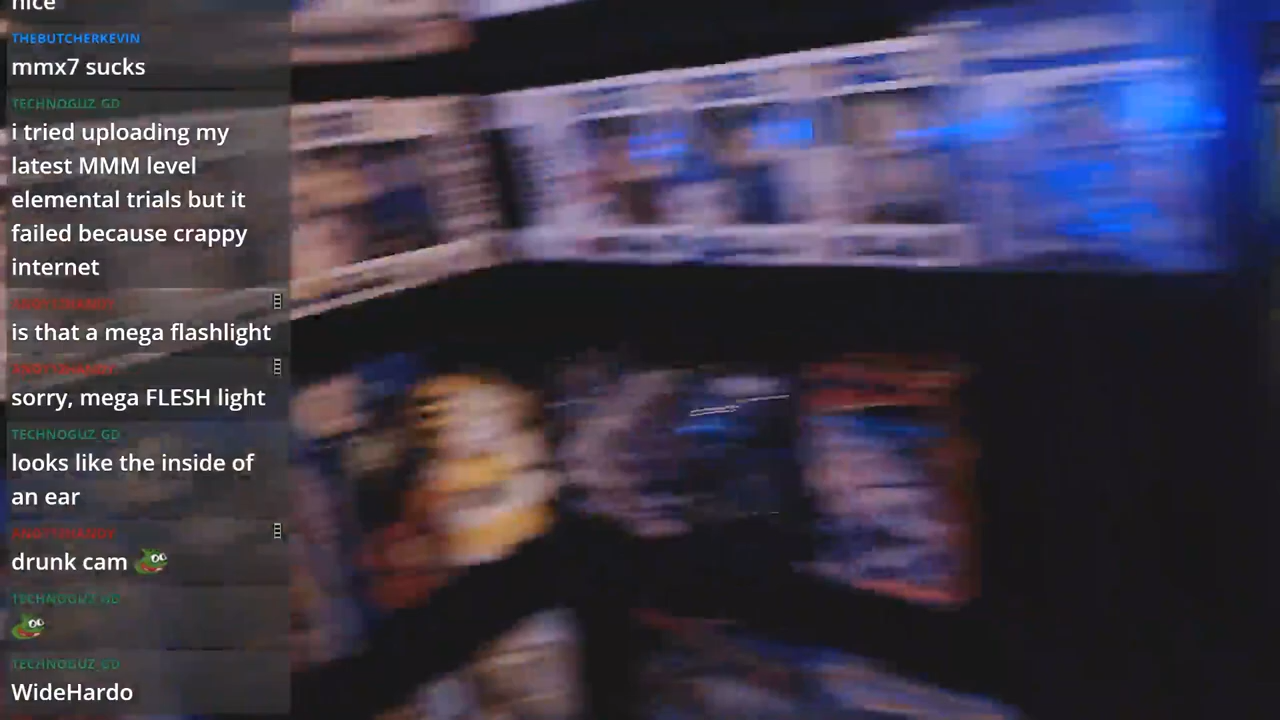 nice
THEBUTCHERKEVIN
mmx7 sucks
TECHNOGUZ_GD
i tried uploading my
latest MMM level
elemental trials but it
failed because crappy
internet
is that a mega flashlight
sorry, mega FLESH light
TECHNOGUZ_GD
looks like the inside of
an ear
drunk cam
TECHNOGUZ_GD
TECHNOGUZ_GD
WideHardo